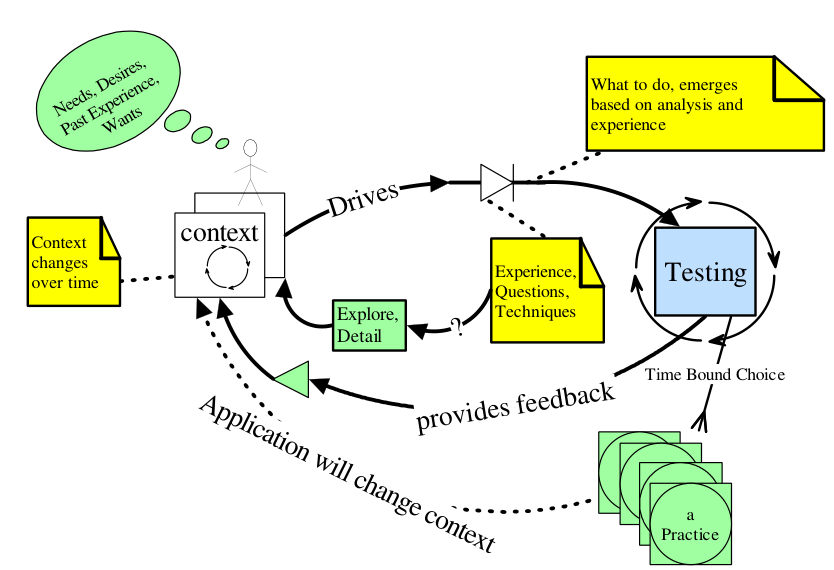 Needs, Desires,
Past Experience,
Wants
What to do, emerges
based on analysis and
experience
Drives
context
Context
changes
over time
Experience,
Questions,
Techniques
Testing
Explore,
Detail
?
Time Bound Choice
provides feedback
Application will change context
a
Practice